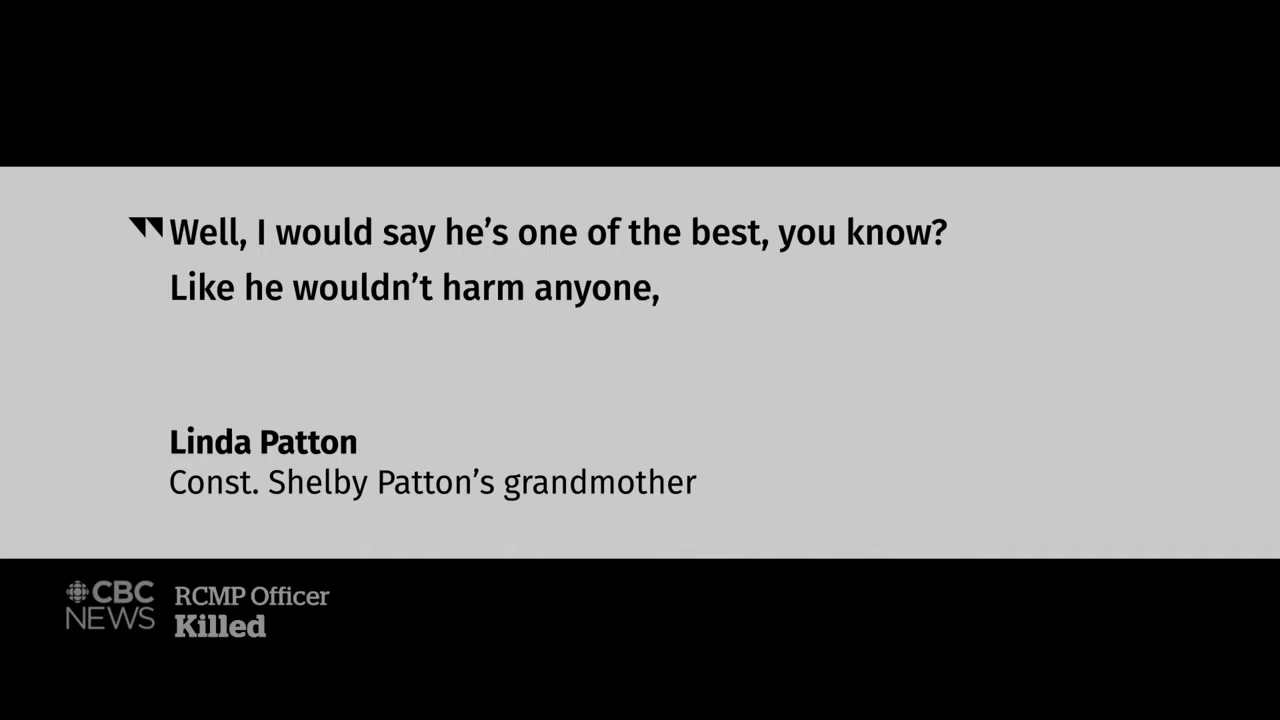 Well, I would say he’s one of the best, you know?
Like he wouldn’t harm anyone,
Linda Patton
Const. Shelby Patton’s grandmother
CBC
NEWS
RCMP Officer
Killed